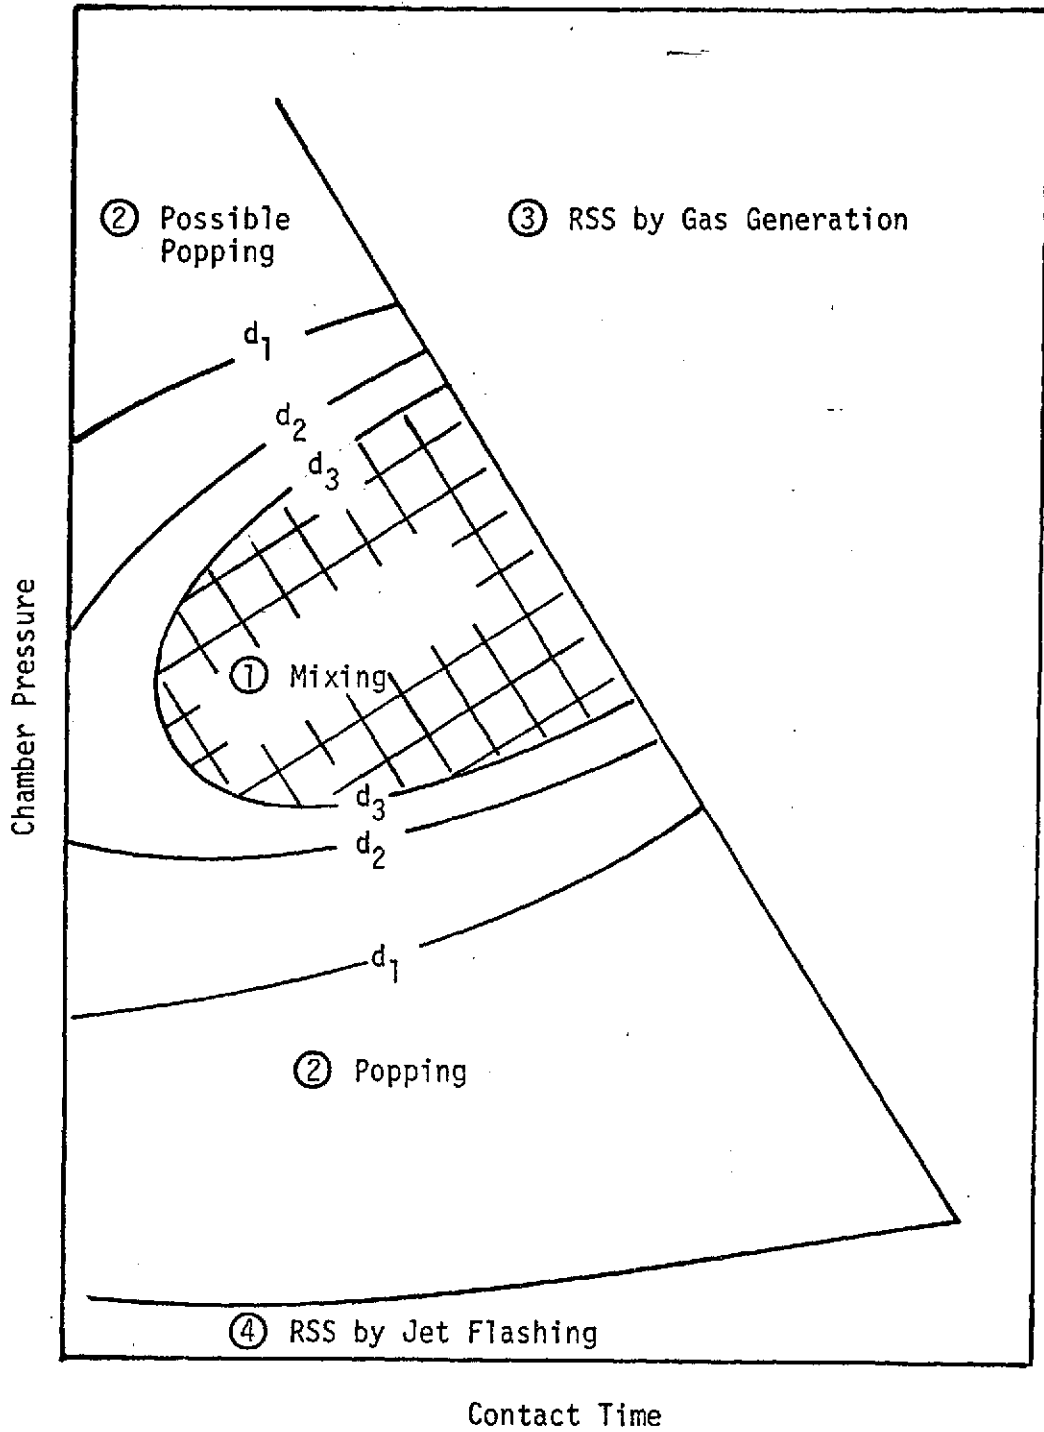 ② Possible
Popping
③ RSS by Gas Generation
d1
d2
d3
① Mixing
d3
d2
d1
② Popping
④ RSS by Jet Flashing
Chamber Pressure
Contact Time